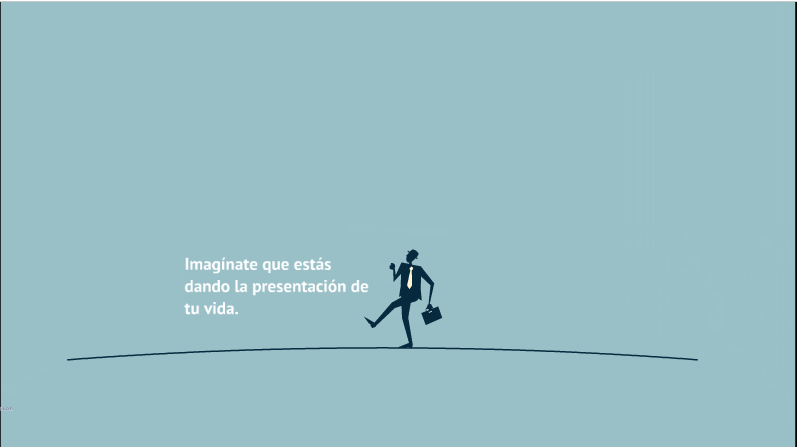 Imagínate que estás
dando la presentación de
tu vida.